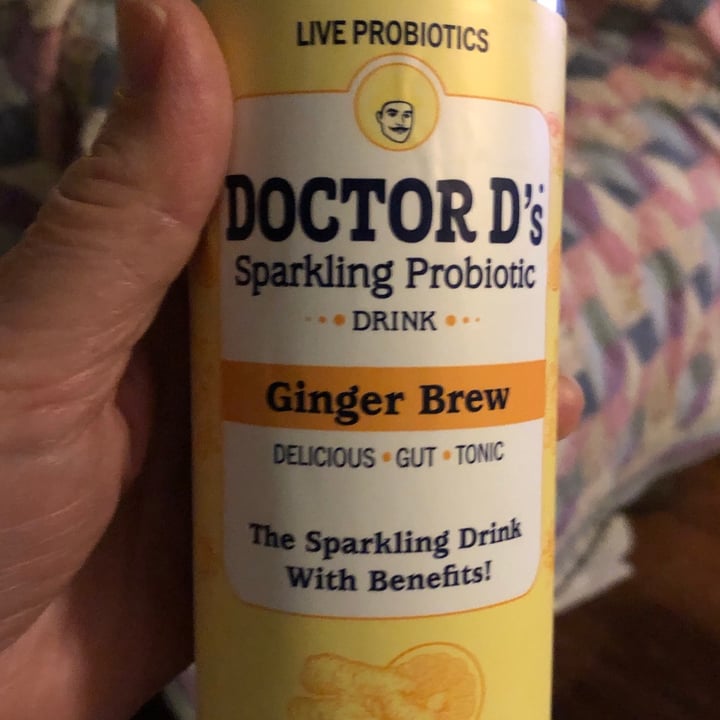 LIVE PROBIOTICS
DOCTOR D's
Sparkling Probiotic
DRINK
Ginger Brew
DELICIOUS • GUT • TONIC
The Sparkling Drink
With Benefits!